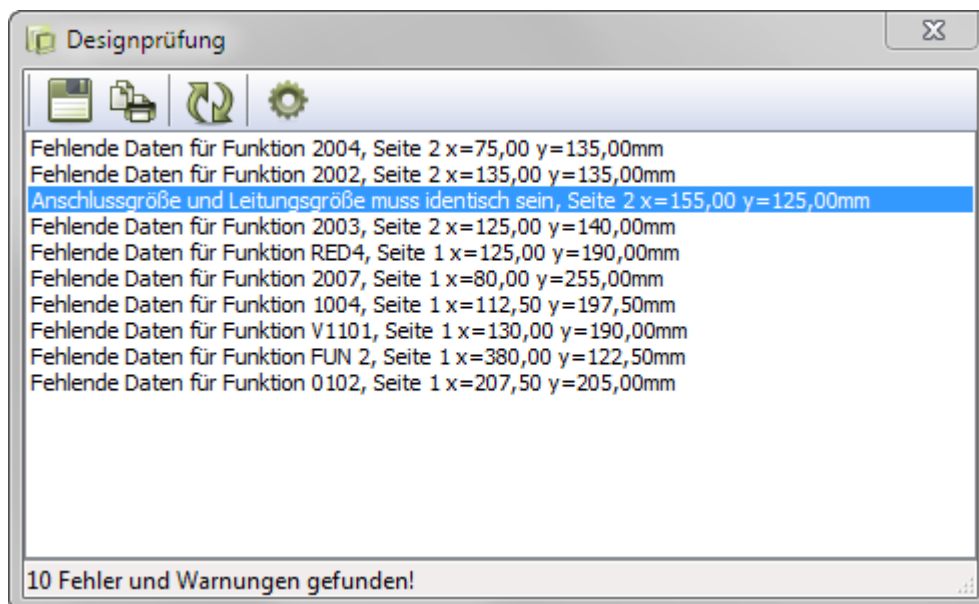 Designprüfung
Fehlende Daten für Funktion 2004, Seite 2 x=75,00 y=135,00mm
Fehlende Daten für Funktion 2002, Seite 2 x=135,00 y=135,00mm
Anschlussgröße und Leitungsgröße muss identisch sein, Seite 2 x=155,00 y=125,00mm
Fehlende Daten für Funktion 2003, Seite 2 x=125,00 y=140,00mm
Fehlende Daten für Funktion RED4, Seite 1 x=125,00 y=190,00mm
Fehlende Daten für Funktion 2007, Seite 1 x=80,00 y=255,00mm
Fehlende Daten für Funktion 1004, Seite 1 x=112,50 y=197,50mm
Fehlende Daten für Funktion V1101, Seite 1 x=130,00 y=190,00mm
Fehlende Daten für Funktion FUN 2, Seite 1 x=380,00 y=122,50mm
Fehlende Daten für Funktion 0102, Seite 1 x=207,50 y=205,00mm
10 Fehler und Warnungen gefunden!